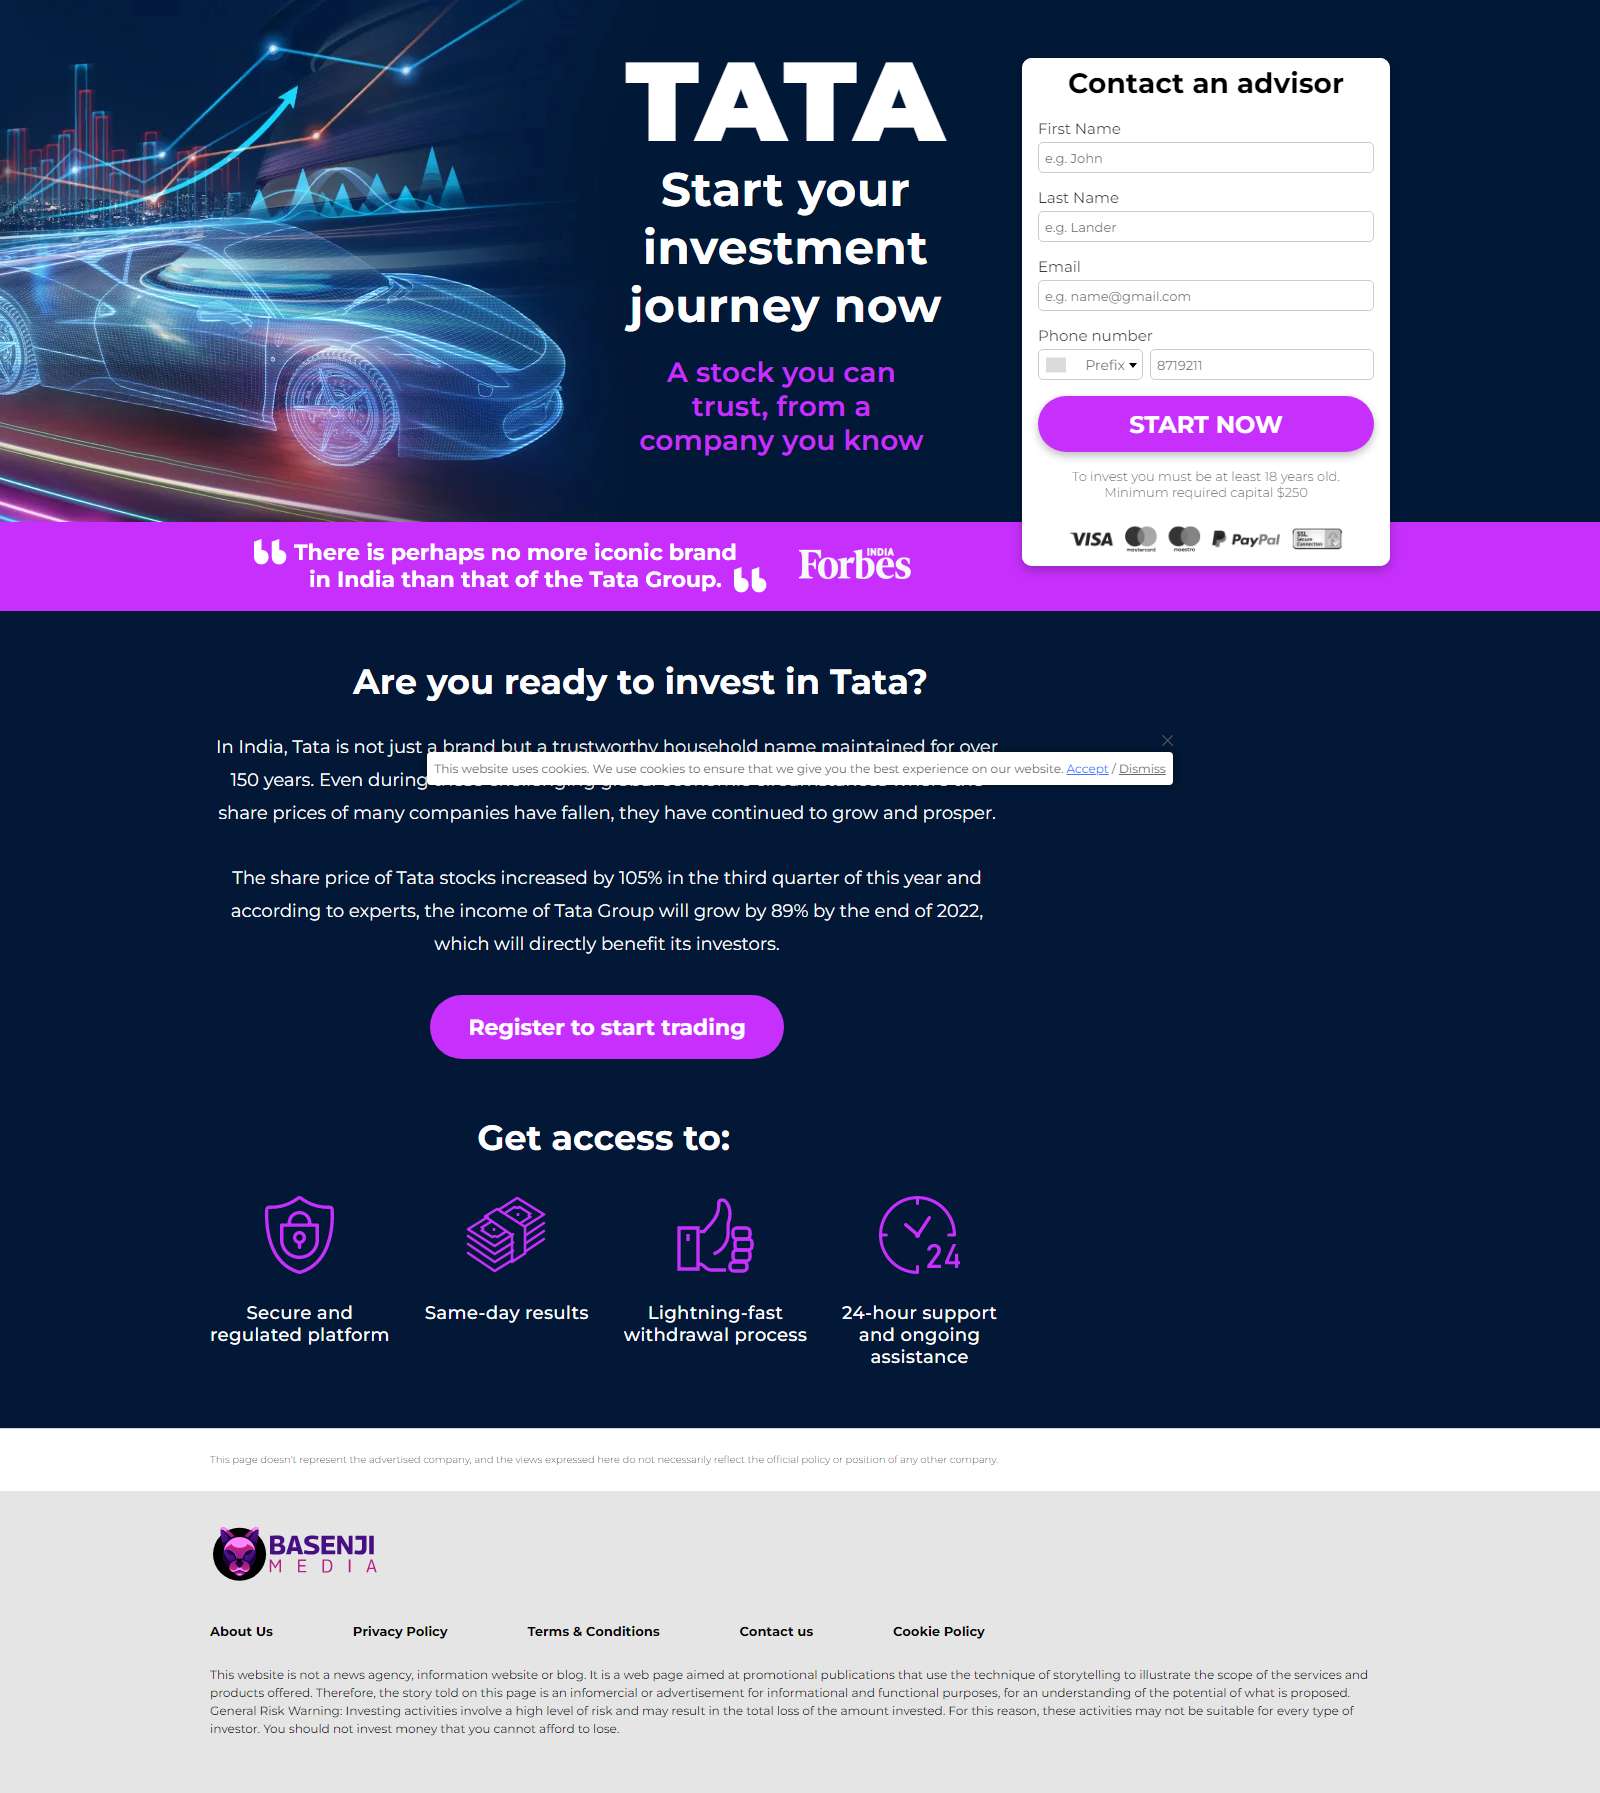 TATA
Start your
investment
journey now
A stock you can
trust, from a
company you know
Contact an advisor
First Name
e.g. John
Last Name
e.g. Lander
Email
e.g. name@gmail.com
Phone number
Prefix
8719211
START NOW
To invest you must be at least 18 years old.
Minimum required capital $250
VISA mastercard maestro PayPal SSL Secure Connection
There is perhaps no more iconic brand
in India than that of the Tata Group.
Forbes INDIA
Are you ready to invest in Tata?
In India, Tata is not just a brand but a trustworthy household name maintained for over
This website uses cookies. We use cookies to ensure that we give you the best experience on our website. Accept / Dismiss
150 years. Even during
share prices of many companies have fallen, they have continued to grow and prosper.
The share price of Tata stocks increased by 105% in the third quarter of this year and
according to experts, the income of Tata Group will grow by 89% by the end of 2022,
which will directly benefit its investors.
Register to start trading
Get access to:
Secure and
regulated platform
Same-day results
Lightning-fast
withdrawal process
24
24-hour support
and ongoing
assistance
This page doesn't represent the advertised company, and the views expressed here do not necessarily reflect the official policy or position of any other company.
BASENJI
MEDIA
About Us
Privacy Policy
Terms & Conditions
Contact us
Cookie Policy
This website is not a news agency, information website or blog. It is a web page aimed at promotional publications that use the technique of storytelling to illustrate the scope of the services and
products offered. Therefore, the story told on this page is an infomercial or advertisement for informational and functional purposes, for an understanding of the potential of what is proposed.
General Risk Warning: Investing activities involve a high level of risk and may result in the total loss of the amount invested. For this reason, these activities may not be suitable for every type of
investor. You should not invest money that you cannot afford to lose.